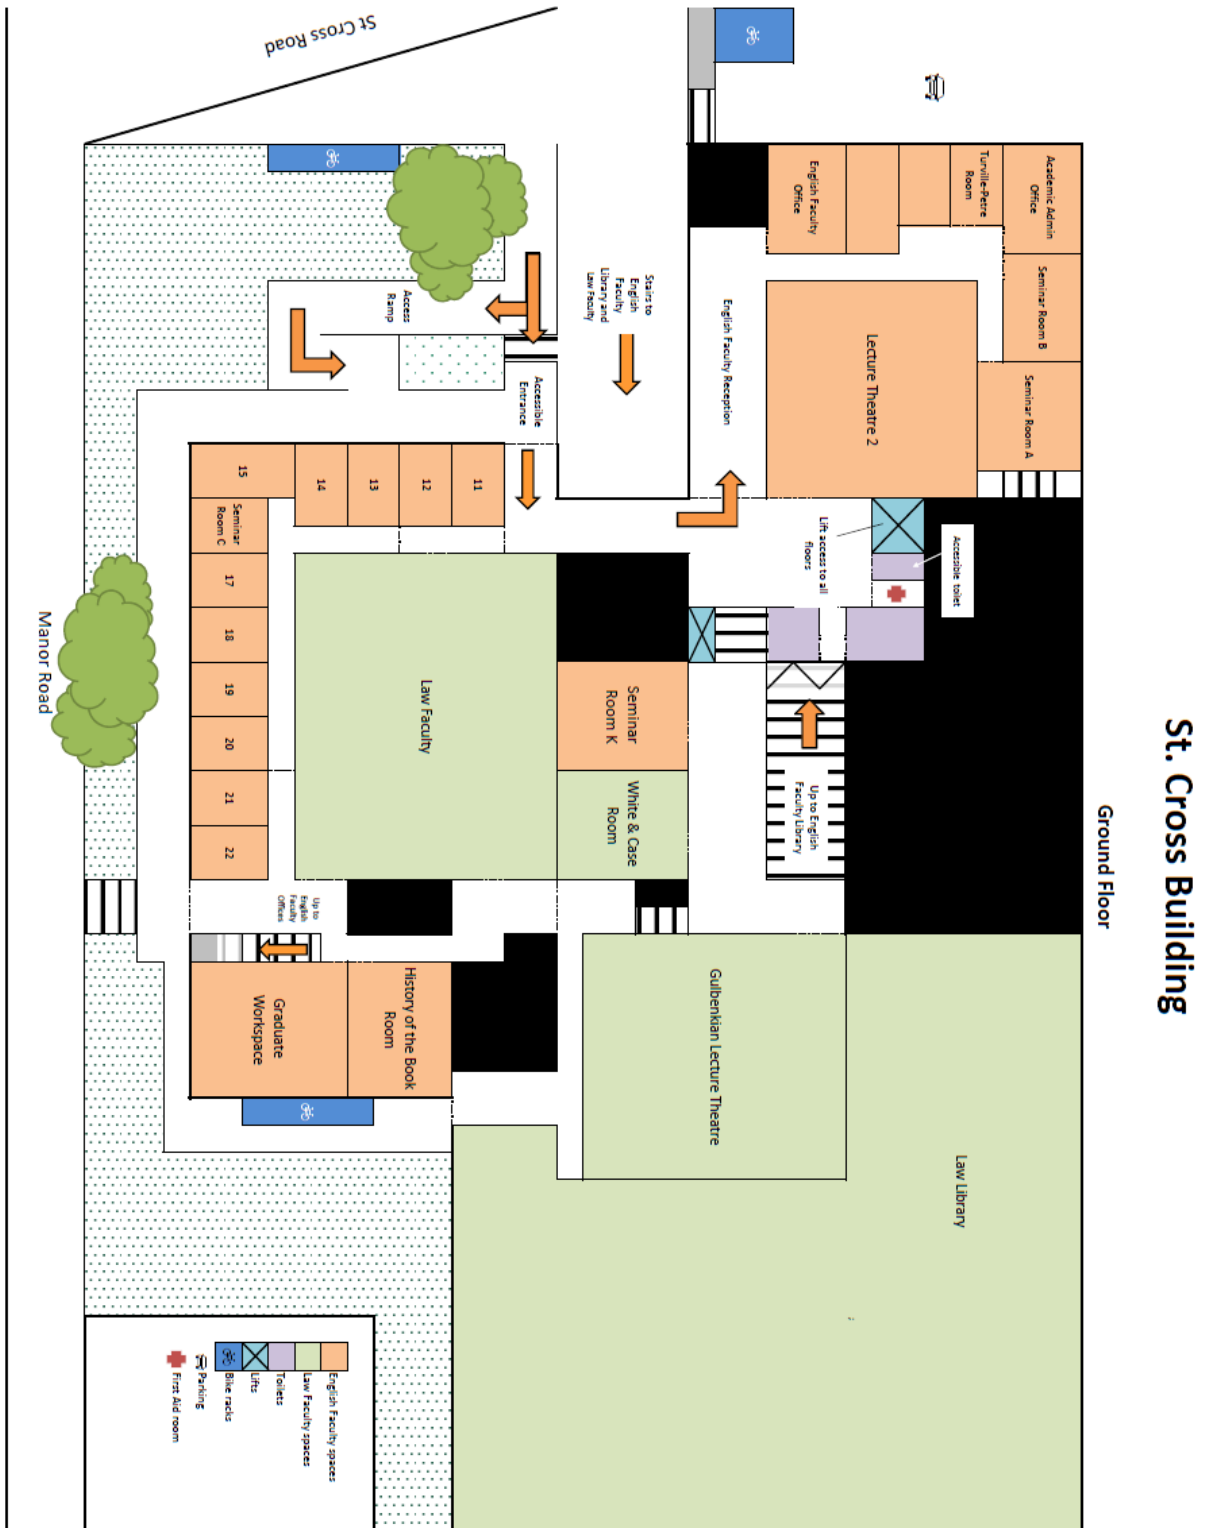 St. Cross Building
Ground Floor
Academic Admin
Office
Seminar Room B
Seminar Room A
Turville-Petre
Room
English Faculty
Office
Lecture Theatre 2
English Faculty Reception
Accessible toilet
Lift access to all
floors
Up to English
Faculty Library
Law Library
Gulbenkian Lecture Theatre
Stairs to
English
Faculty
Library and
Law Faculty
Seminar
Room K
White & Case
Room
St Cross Road
Access
Ramp
Accessible
Entrance
11
12
13
14
15
Law Faculty
Seminar
Room C
17
18
19
20
21
22
Up to
English
Faculty
Offices
History of the Book
Room
Graduate
Workspace
Manor Road
English Faculty spaces
Law Faculty spaces
Toilets
Lifts
Bike racks
Parking
First Aid room